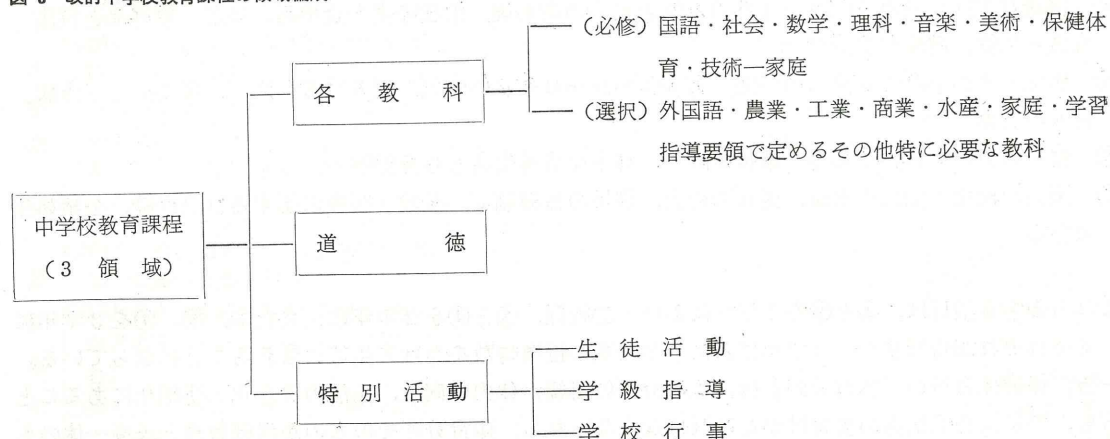 （必修）国語・社会・数学・理科・音楽・美術・保健体
育・技術―家庭
各教科
（選択）外国語・農業・工業・商業・水産・家庭・学習
指導要領で定めるその他特に必要な教科
中学校教育課程
（3 領域）
道徳
特別活動
生徒活動
学級指導
学校行事